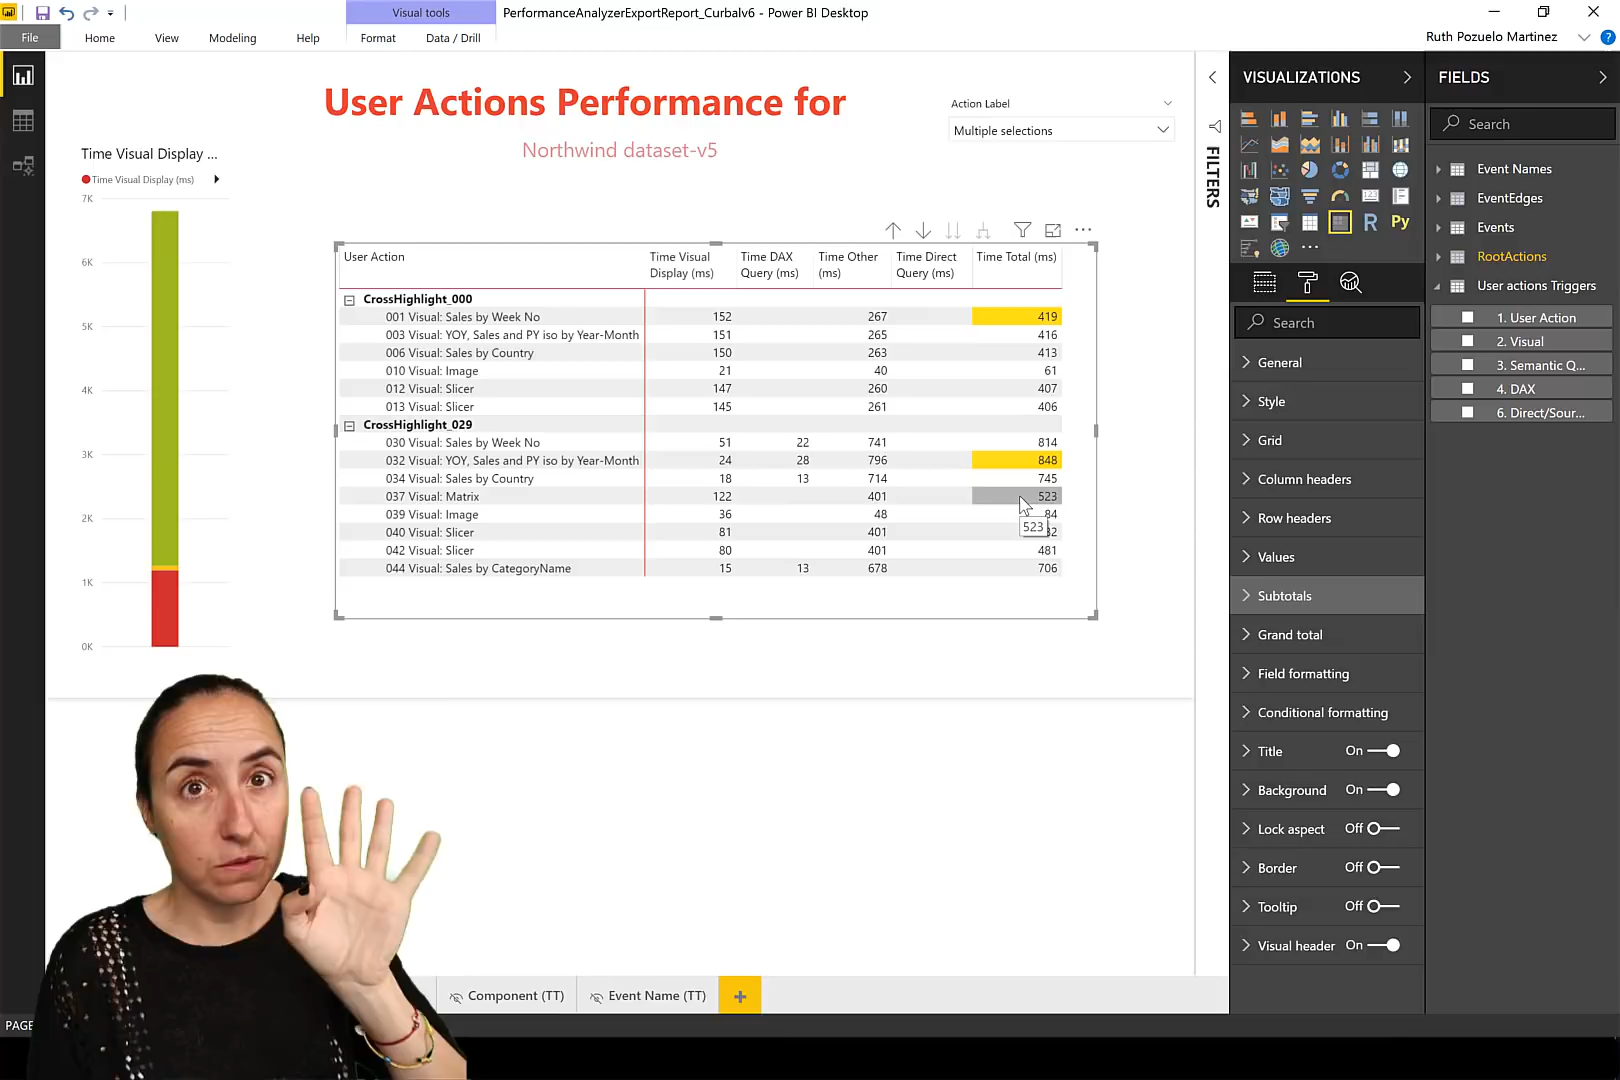 Visual tools
PerformanceAnalyzerExportReport_Curbalv6 - Power BI Desktop
File
Home
View
Modeling
Help
Format
Data / Drill
Ruth Pozuelo Martinez
?
User Actions Performance for
Northwind dataset-v5
Action Label
Multiple selections
Time Visual Display ...
Time Visual Display (ms)
7K
6K
5K
4K
3K
2K
1K
0K
User Action Time Visual Display (ms) Time DAX Query (ms) Time Other (ms) Time Direct Query (ms) Time Total (ms)
CrossHighlight_000
001 Visual: Sales by Week No 152 267 419
003 Visual: YOY, Sales and PY iso by Year-Month 151 265 416
006 Visual: Sales by Country 150 263 413
010 Visual: Image 21 40 61
012 Visual: Slicer 147 260 407
013 Visual: Slicer 145 261 406
CrossHighlight_029
030 Visual: Sales by Week No 51 22 741 814
032 Visual: YOY, Sales and PY iso by Year-Month 24 28 796 848
034 Visual: Sales by Country 18 13 714 745
037 Visual: Matrix 122 401 523
039 Visual: Image 36 48 84
040 Visual: Slicer 81 401
523
042 Visual: Slicer 80 401 481
044 Visual: Sales by CategoryName 15 13 678 706
FILTERS
VISUALIZATIONS
R
Py
Search
General
Style
Grid
Column headers
Row headers
Values
Subtotals
Grand total
Field formatting
Conditional formatting
Title On
Background On
Lock aspect Off
Border Off
Tooltip Off
Visual header On
FIELDS
Search
Event Names
EventEdges
Events
RootActions
User actions Triggers
1. User Action
2. Visual
3. Semantic Q...
4. DAX
6. Direct/Sour...
Component (TT)
Event Name (TT)
+
PAGE